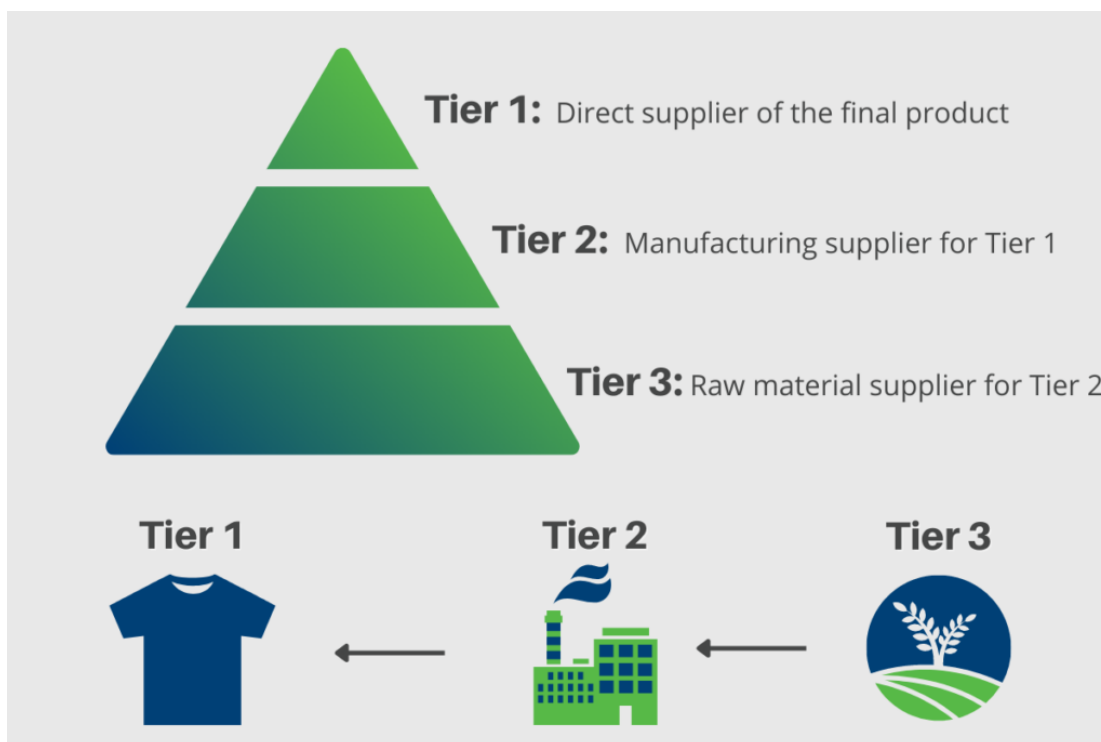 Tier 1: Direct supplier of the final product
Tier 2: Manufacturing supplier for Tier 1
Tier 3: Raw material supplier for Tier 2
Tier 1
Tier 2
Tier 3